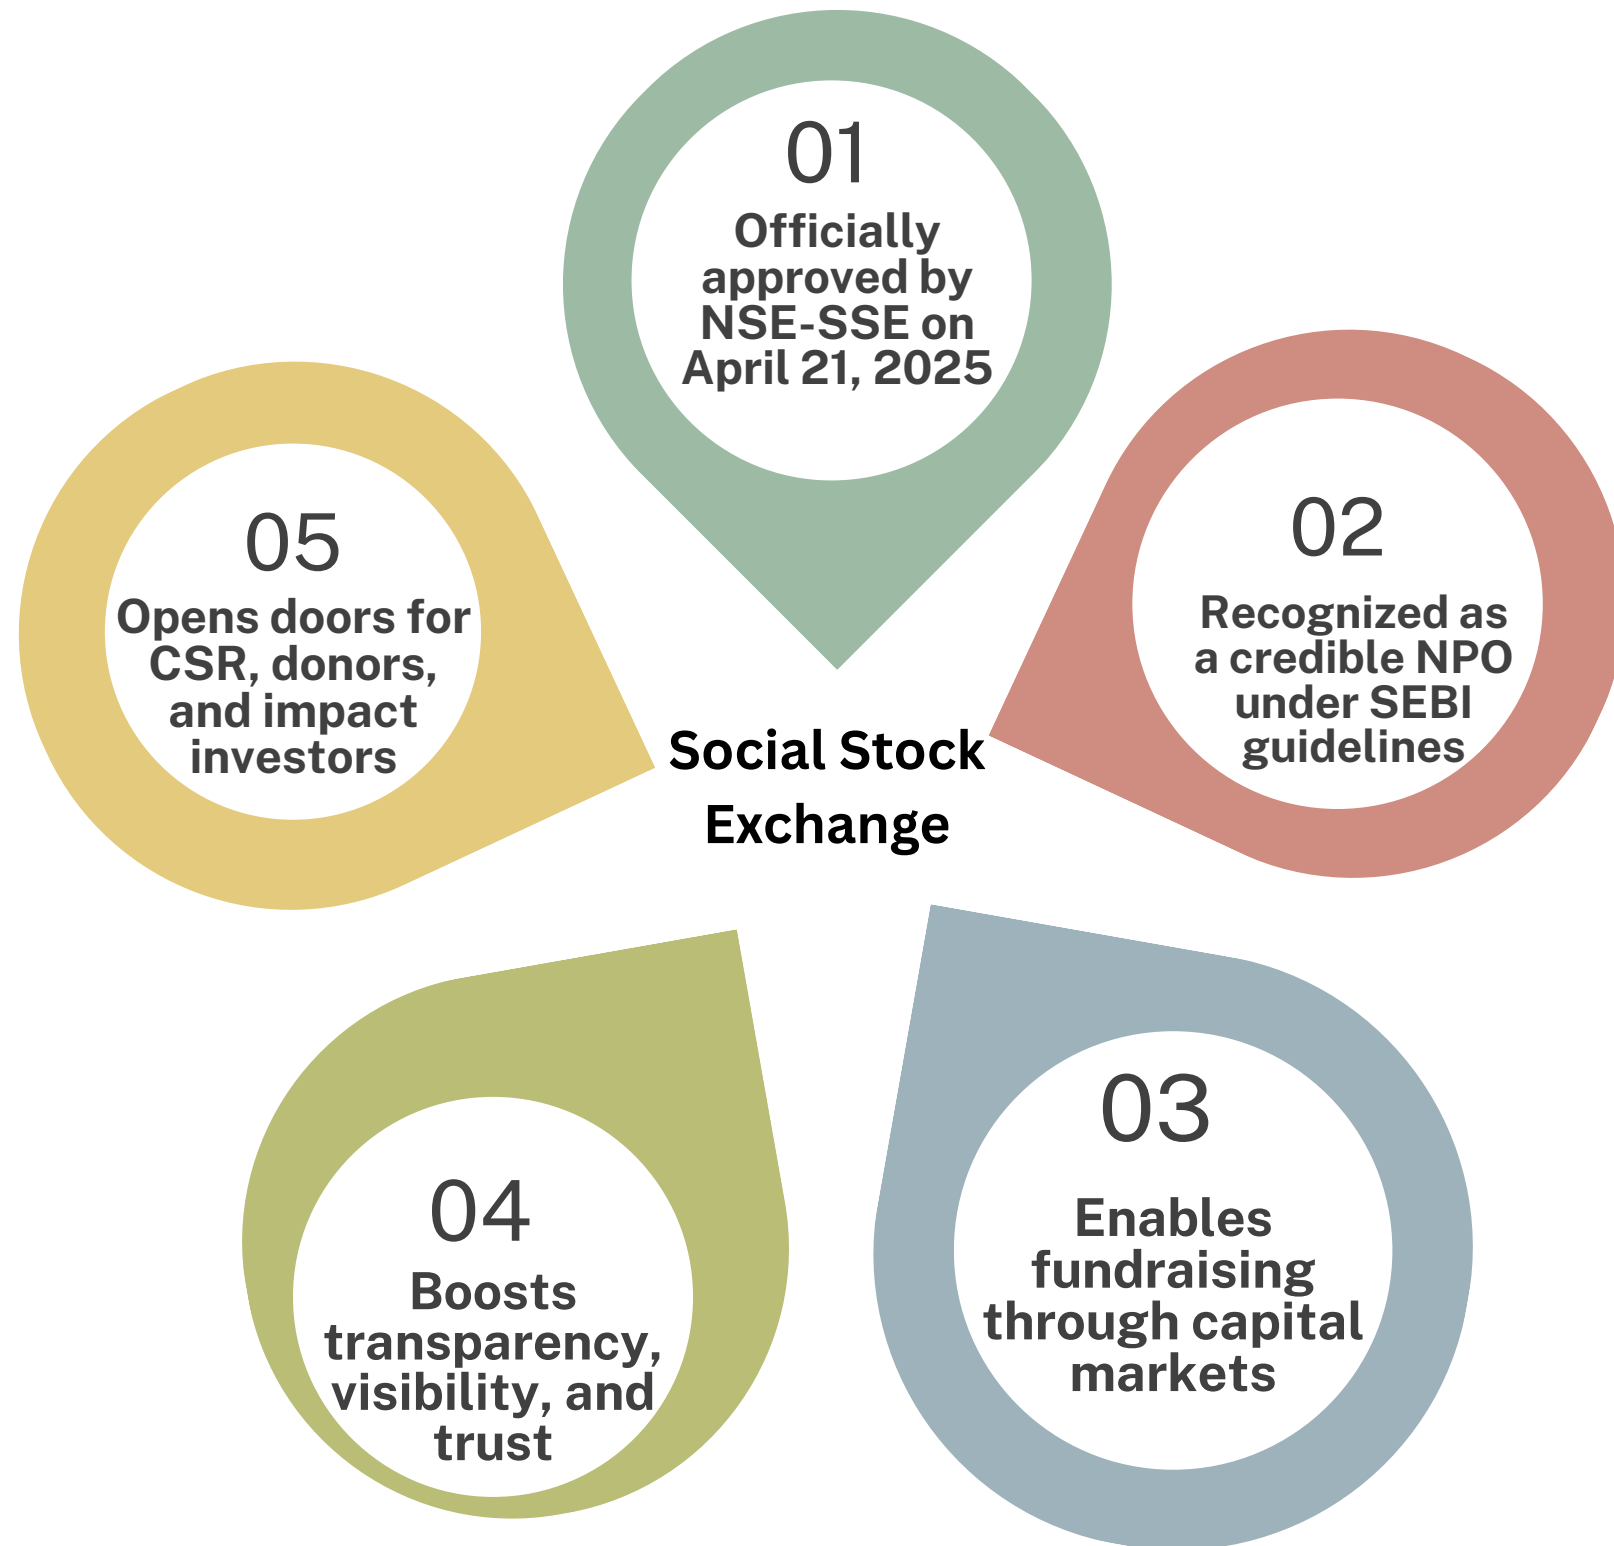 01
Officially
approved by
NSE-SSE on
April 21, 2025
02
Recognized as
a credible NPO
under SEBI
guidelines
03
Enables
fundraising
through capital
markets
04
Boosts
transparency,
visibility, and
trust
05
Opens doors for
CSR, donors,
and impact
investors
Social Stock
Exchange